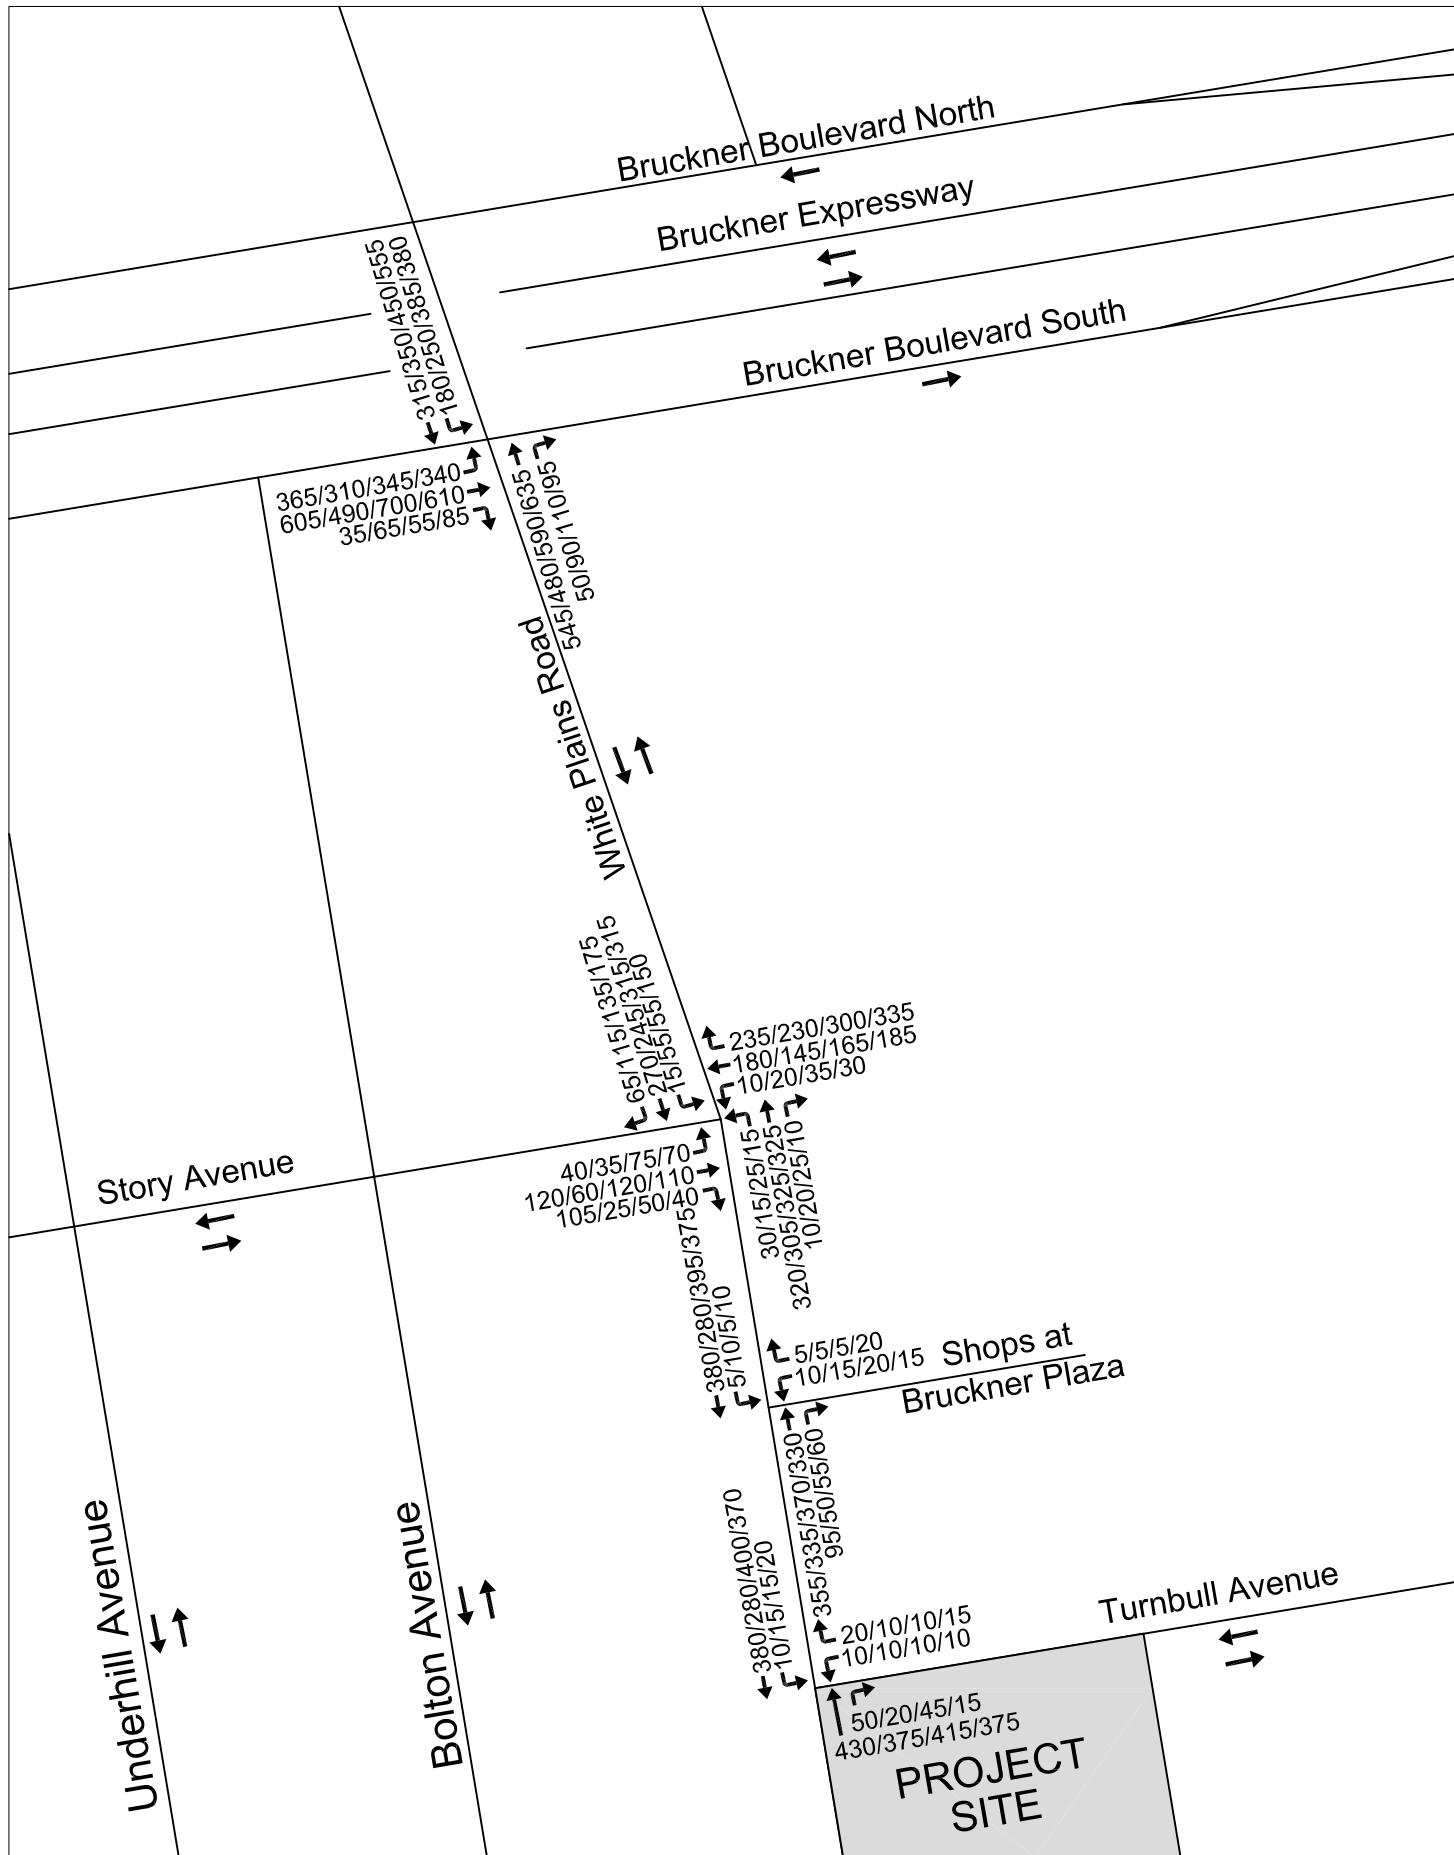 Bruckner Boulevard North
Bruckner Expressway
Bruckner Boulevard South
315/350/450/555
180/250/385/380
365/310/345/340
605/490/700/610
35/65/55/85
545/480/590/635
50/90/110/95
White Plains Road
65/115/135/175
270/245/315/315
15/55/55/150
235/230/300/335
180/145/165/185
10/20/35/30
Story Avenue
40/35/75/70
120/60/120/110
105/25/50/40
30/15/25/15
320/305/325/325
10/20/25/10
380/280/395/375
5/10/5/10
5/5/5/20
10/15/20/15
Shops at
Bruckner Plaza
355/335/370/330
95/50/55/60
380/280/400/370
10/15/15/20
Turnbull Avenue
20/10/10/15
10/10/10/10
50/20/45/15
430/375/415/375
PROJECT
SITE
Underhill Avenue
Bolton Avenue